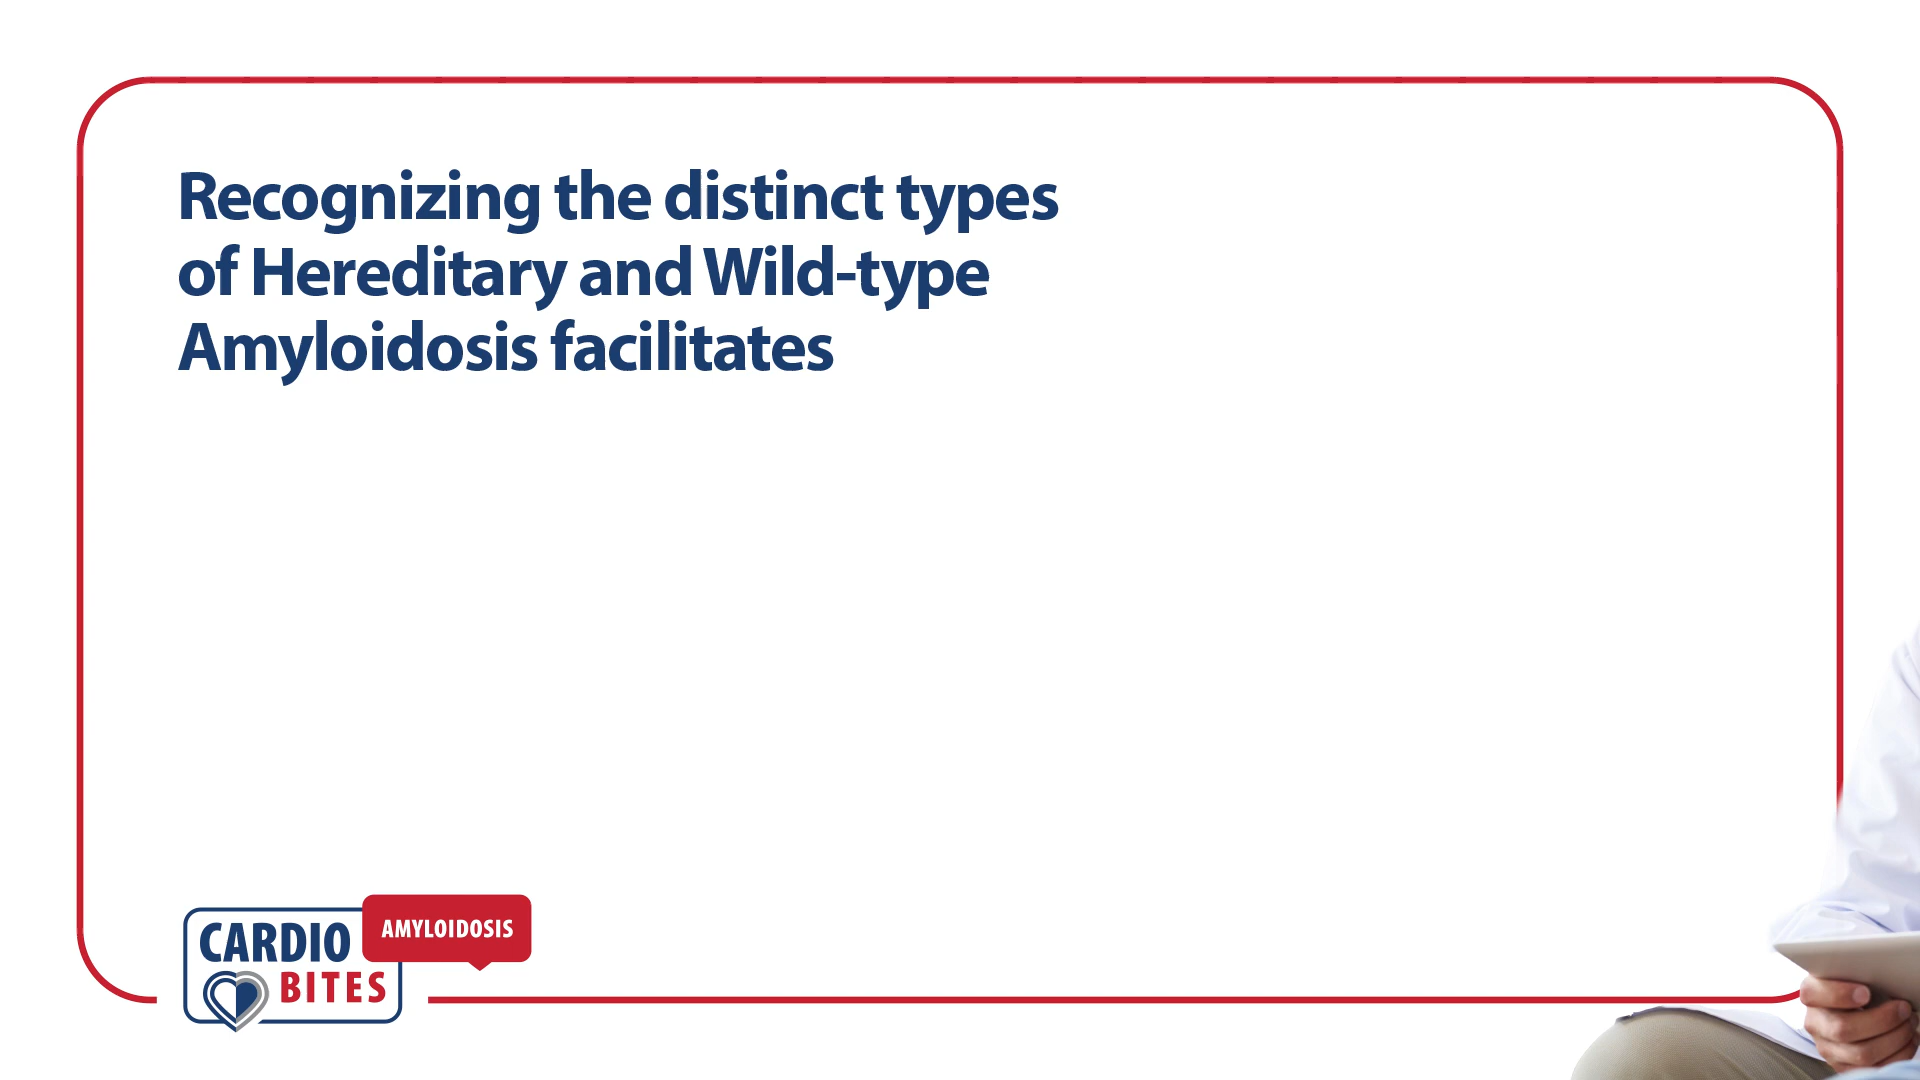 Recognizing the distinct types
of Hereditary and Wild-type
Amyloidosis facilitates
AMYLOIDOSIS
CARDIO
BITES